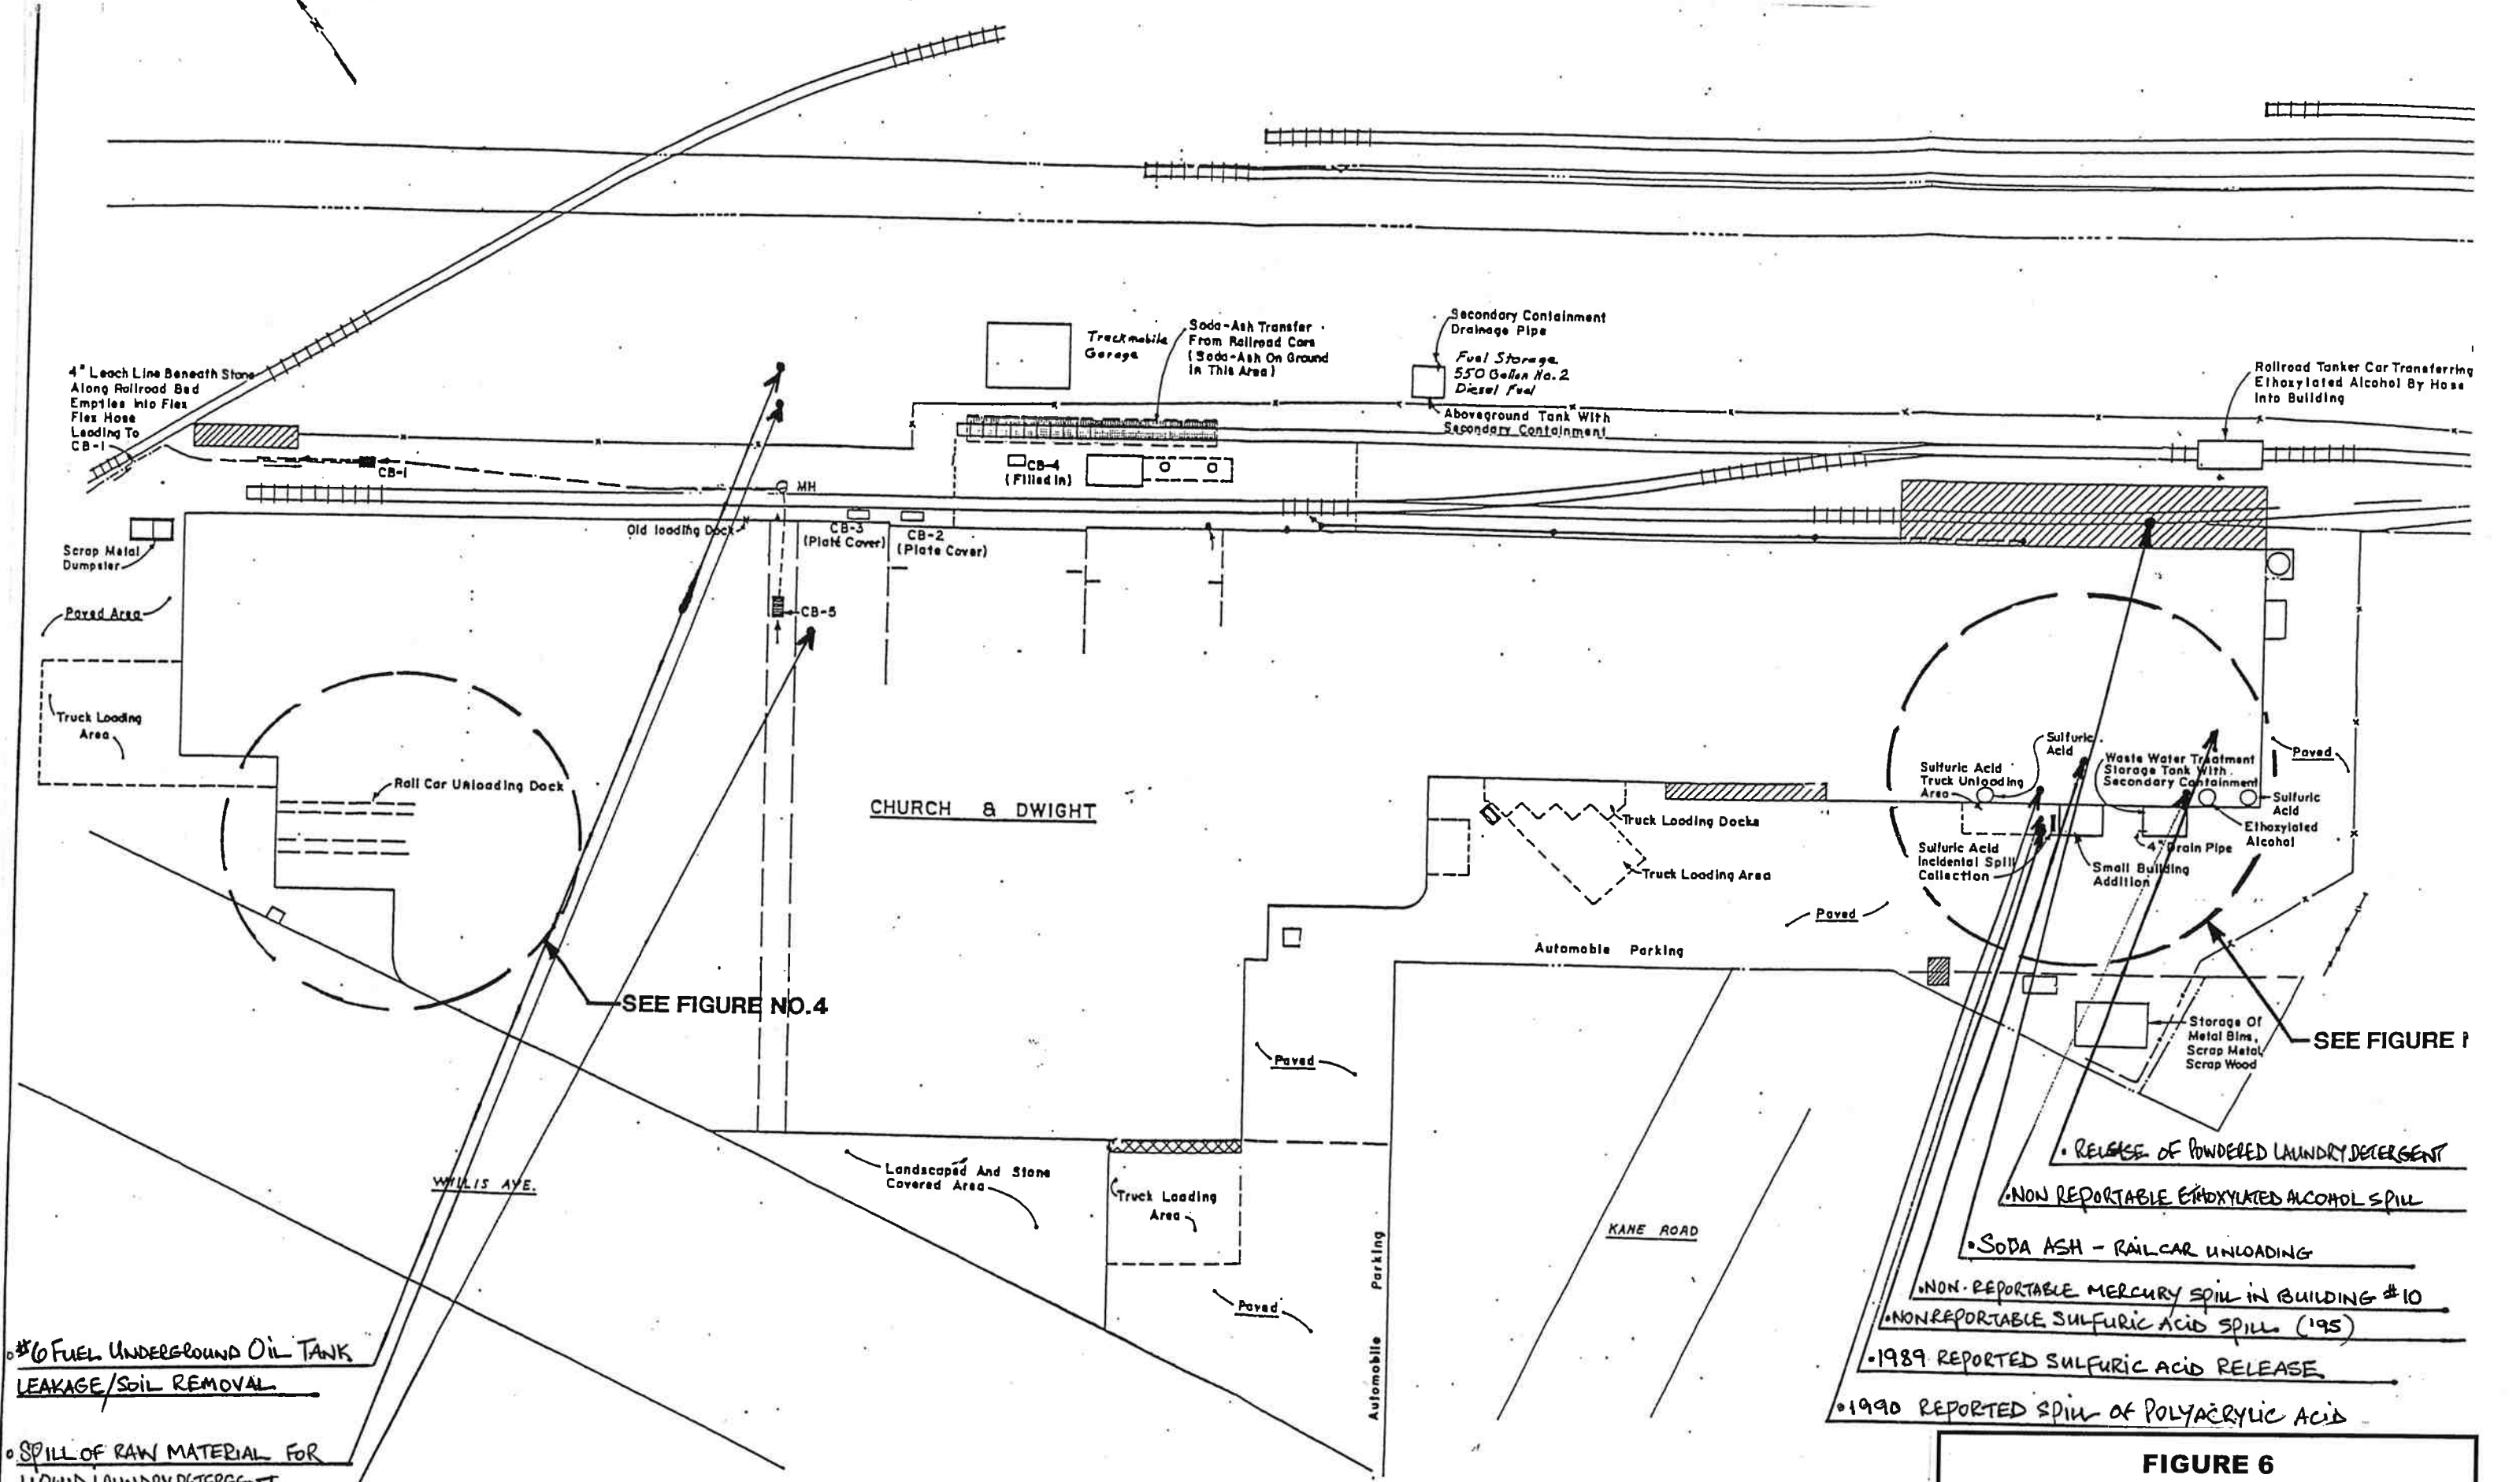 4" Leach Line Beneath Stone
Along Railroad Bed
Empties Into Flex
Flex Hose
Leading To
CB-1
CB-1
Trackmobile
Garage
Soda-Ash Transfer
From Railroad Cars
(Soda-Ash On Ground
In This Area)
Secondary Containment
Drainage Pipe
Fuel Storage
550 Gallon No. 2
Diesel Fuel
Aboveground Tank With
Secondary Containment
Railroad Tanker Car Transferring
Ethoxylated Alcohol By Hose
Into Building
CB-4
(Filled In)
MH
Old loading Dock
CB-3
(Plate Cover)
CB-2
(Plate Cover)
Scrap Metal
Dumpster
Paved Area
CB-5
Truck Loading
Area
Rail Car Unloading Dock
CHURCH & DWIGHT
Truck Loading Docks
Truck Loading Area
Sulfuric Acid
Truck Unloading
Area
Sulfuric
Acid
Waste Water Treatment
Storage Tank With
Secondary Containment
Paved
Sulfuric
Acid
Ethoxylated
Alcohol
4" Drain Pipe
Sulfuric Acid
Incidental Spill
Collection
Small Building
Addition
Paved
Automobile Parking
SEE FIGURE NO.4
Storage Of
Metal Bins,
Scrap Metal,
Scrap Wood
SEE FIGURE
Paved
Landscaped And Stone
Covered Area
Truck Loading
Area
WILLIS AVE.
Paved
Automobile Parking
KANE ROAD
• RELEASE OF POWDERED LAUNDRY DETERGENT
• NON REPORTABLE ETHOXYLATED ALCOHOL SPILL
• SODA ASH - RAILCAR UNLOADING
• NON-REPORTABLE MERCURY SPILL IN BUILDING #10
• NONREPORTABLE SULFURIC ACID SPILL ('95)
• 1989 REPORTED SULFURIC ACID RELEASE
• 1990 REPORTED SPILL OF POLYACRYLIC ACID
• #6 FUEL UNDERGROUND OIL TANK
LEAKAGE/SOIL REMOVAL
• SPILL OF RAW MATERIAL FOR
LIQUID LAUNDRY DETERGENT
FIGURE 6